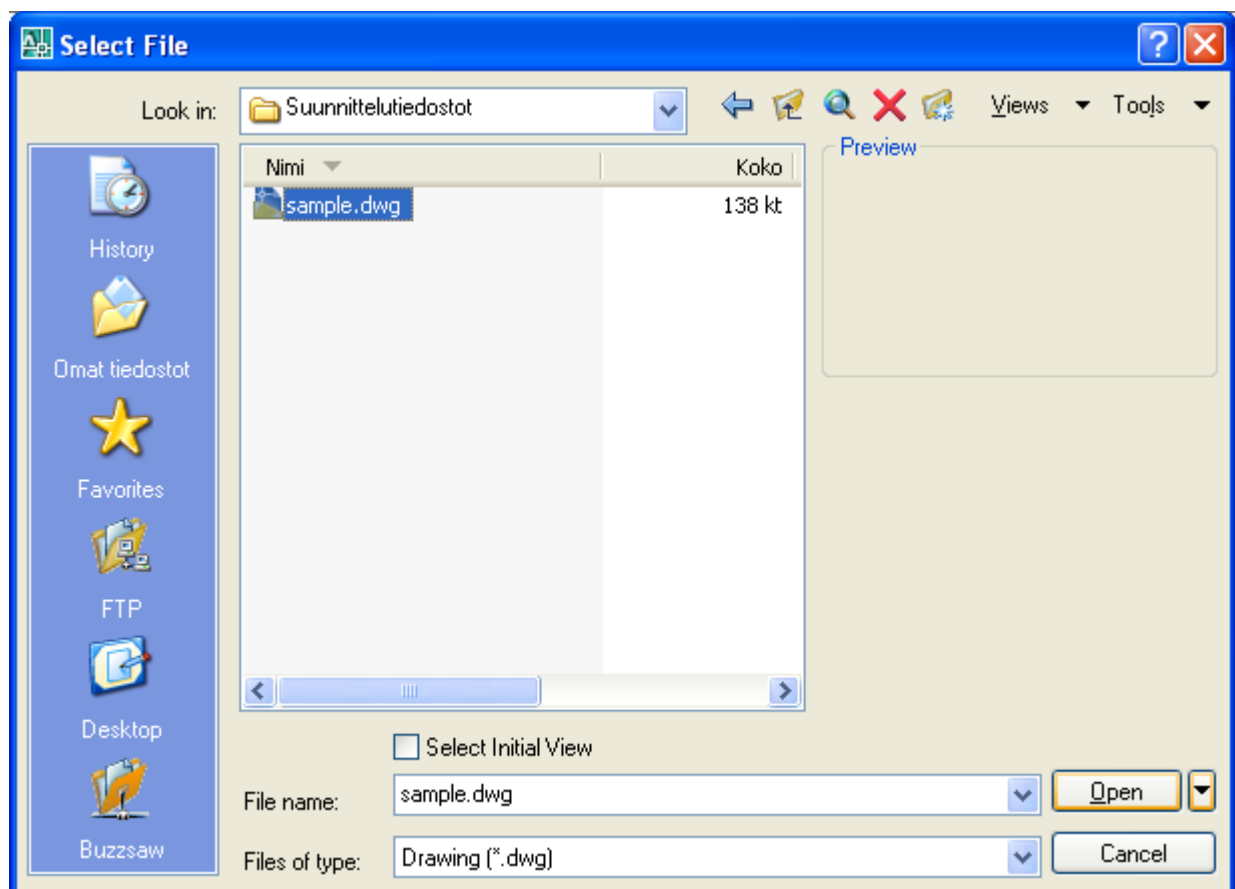 Select File
Look in:
Suunnittelutiedostot
Views
Tools
History
Omat tiedostot
Favorites
FTP
Desktop
Buzzsaw
Nimi
Koko
sample.dwg
138 kt
Preview
Select Initial View
File name:
sample.dwg
Open
Files of type:
Drawing (*.dwg)
Cancel